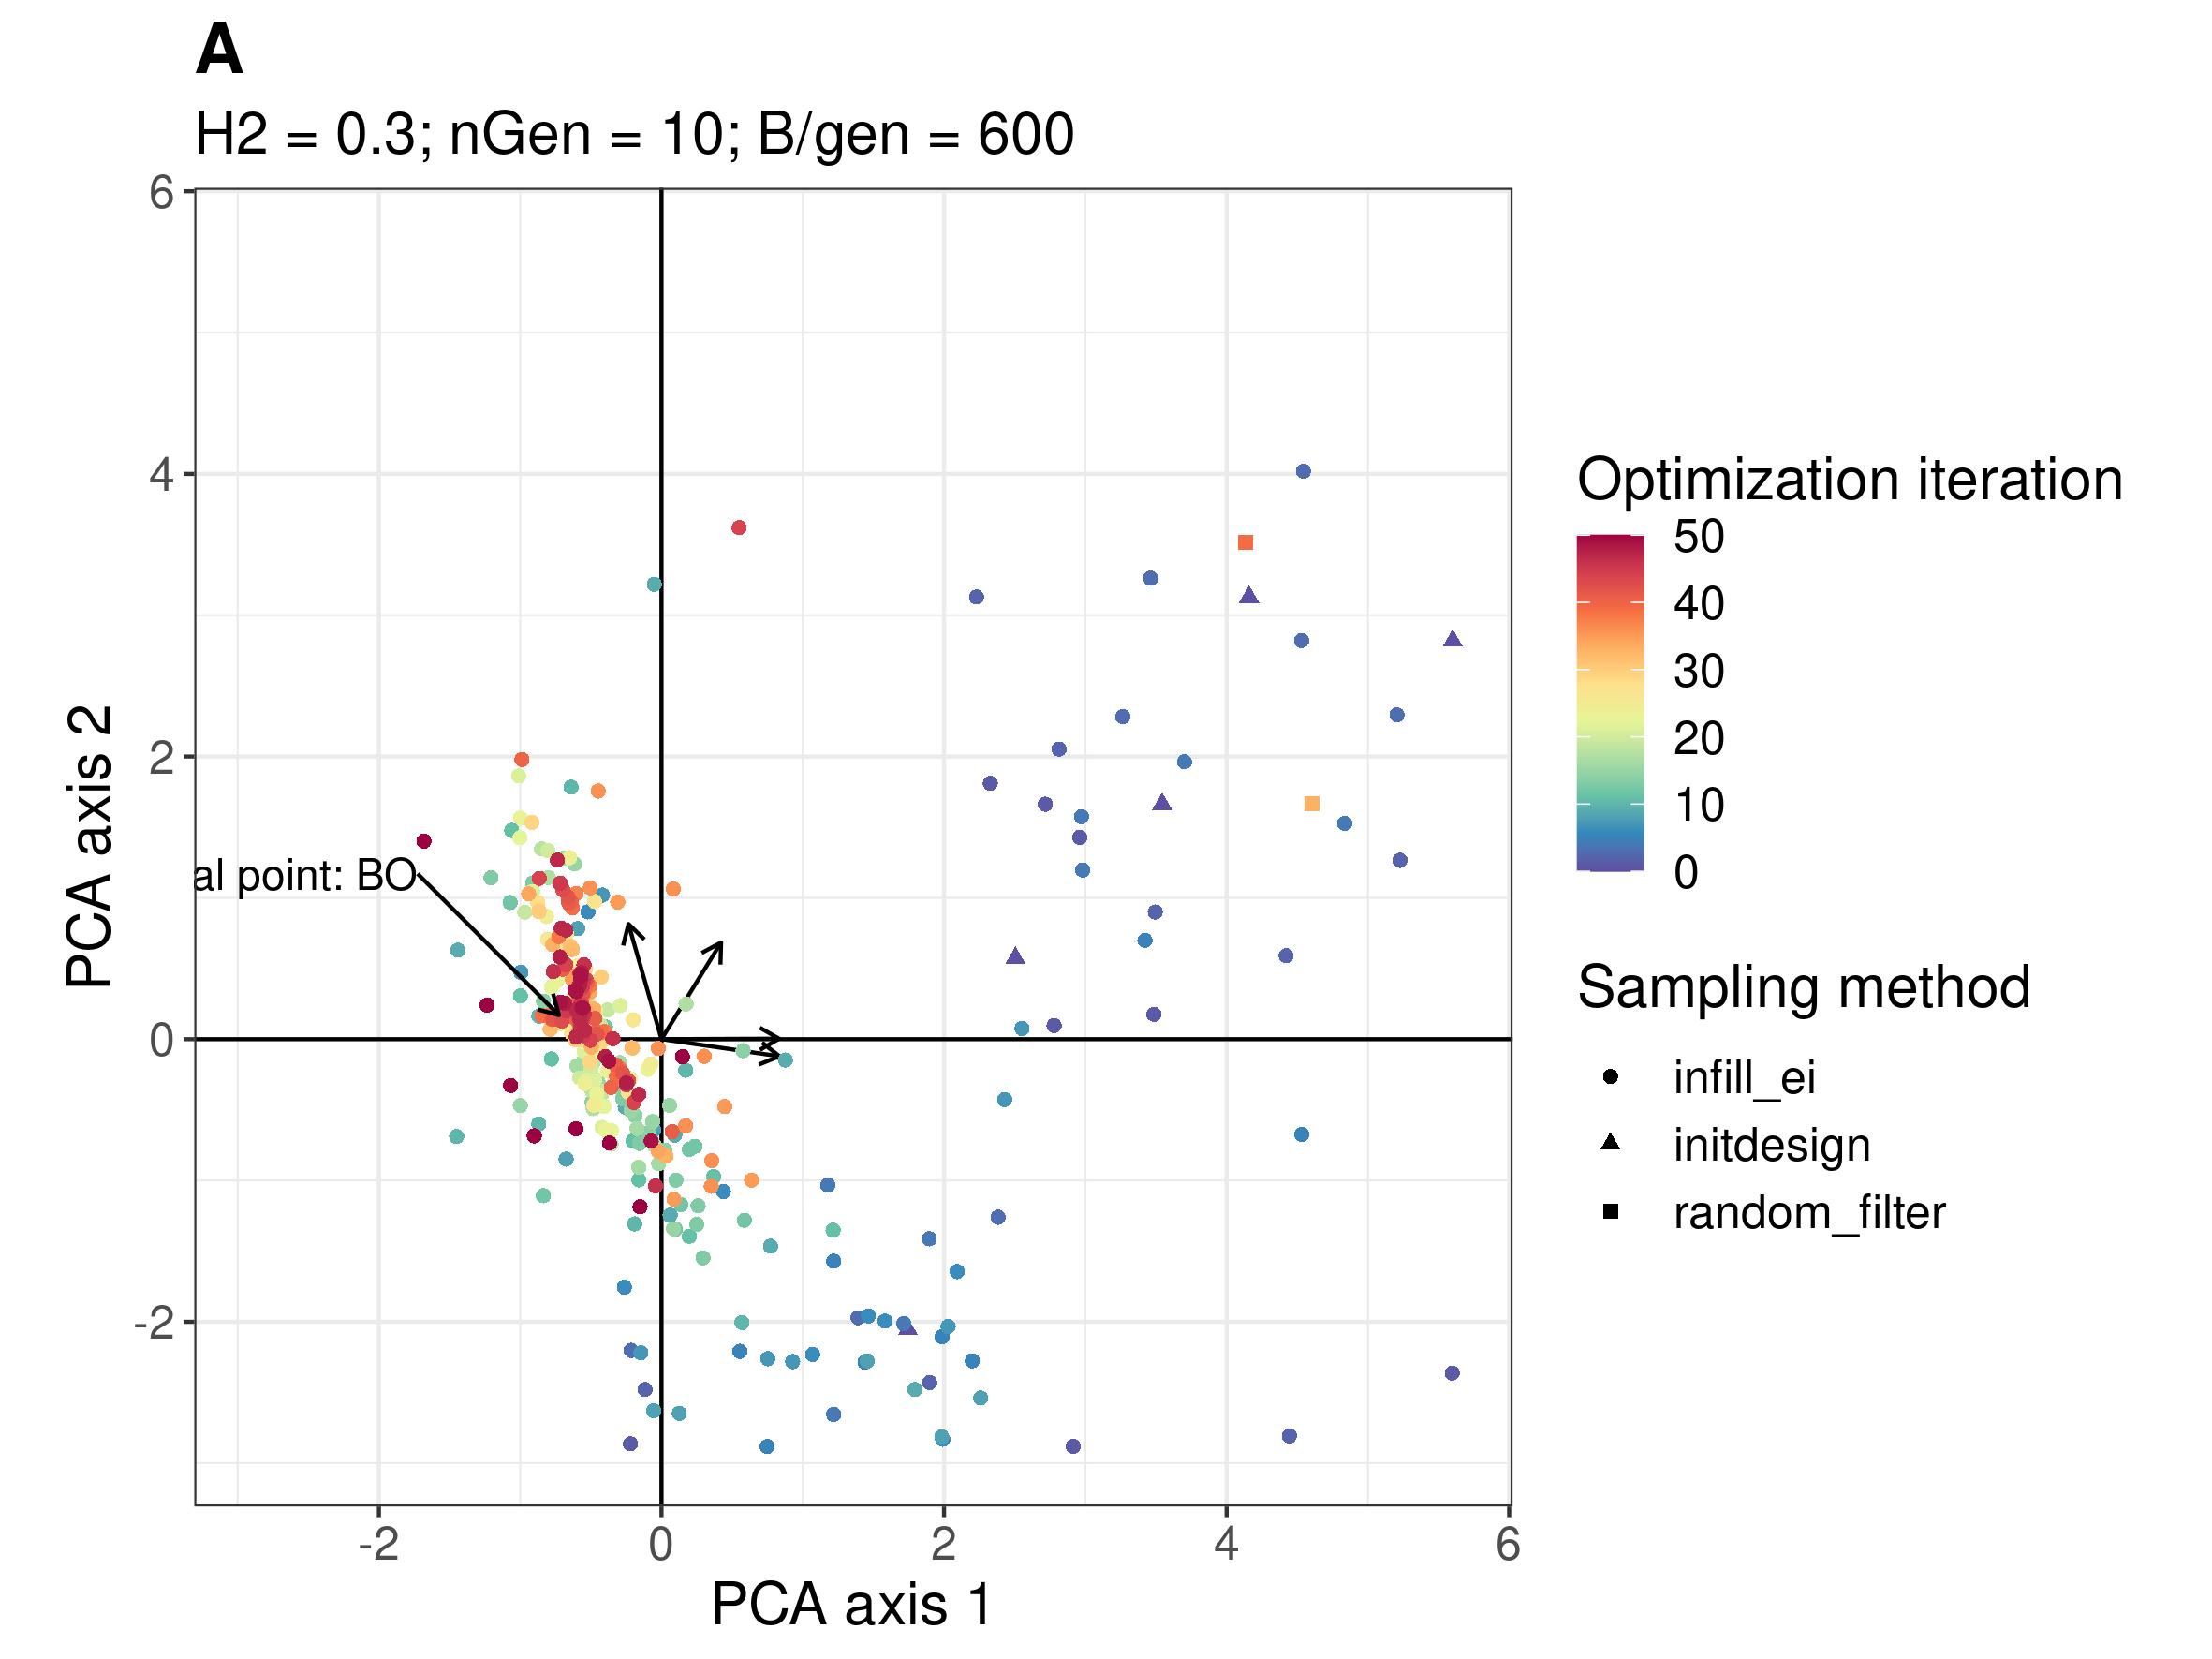 A
H2 = 0.3; nGen = 10; B/gen = 600
6
4
2
0
-2
PCA axis 2
al point: BO
-2
0
2
4
6
PCA axis 1
Optimization iteration
50
40
30
20
10
0
Sampling method
infill_ei
initdesign
random_filter